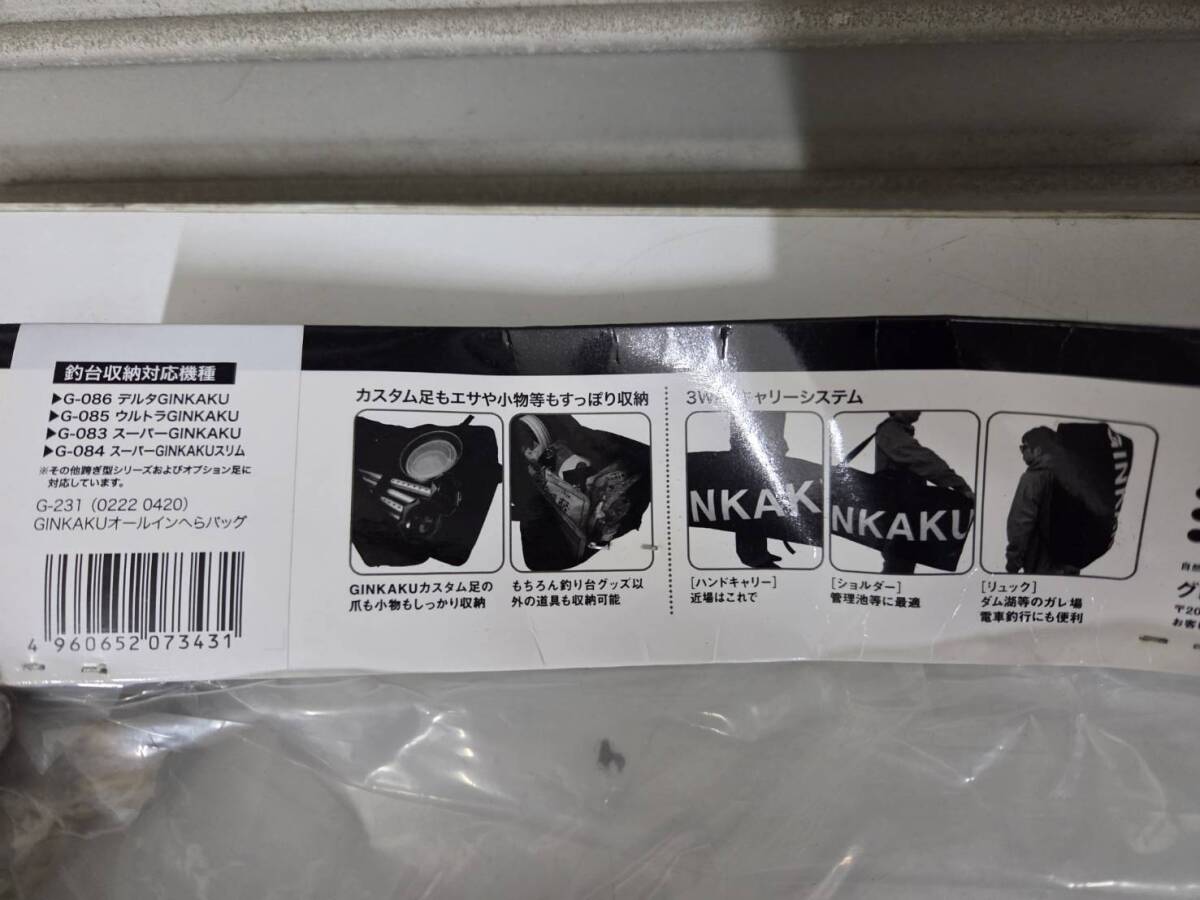 釣台収納対応機種
▶G-086 デルタGINKAKU
▶G-085 ウルトラGINKAKU
▶G-083 スーパーGINKAKU
▶G-084 スーパーGINKAKUスリム
※その他跨ぎ型シリーズおよびオプション足に
対応しています。
G-231(0222 0420)
GINKAKUオールインへらバッグ
4 960652 073431
カスタム足もエサや小物等もすっぽり収納
GINKAKUカスタム足の
爪も小物もしっかり収納
もちろん釣り台グッズ以
外の道具も収納可能
3WAYキャリーシステム
NKAK
[ハンドキャリー]
近場はこれで
NKAKU
[ショルダー]
管理池等に最適
[リュック]
ダム湖等のガレ場
電車釣行にも便利
自然
グ
〒20
お客